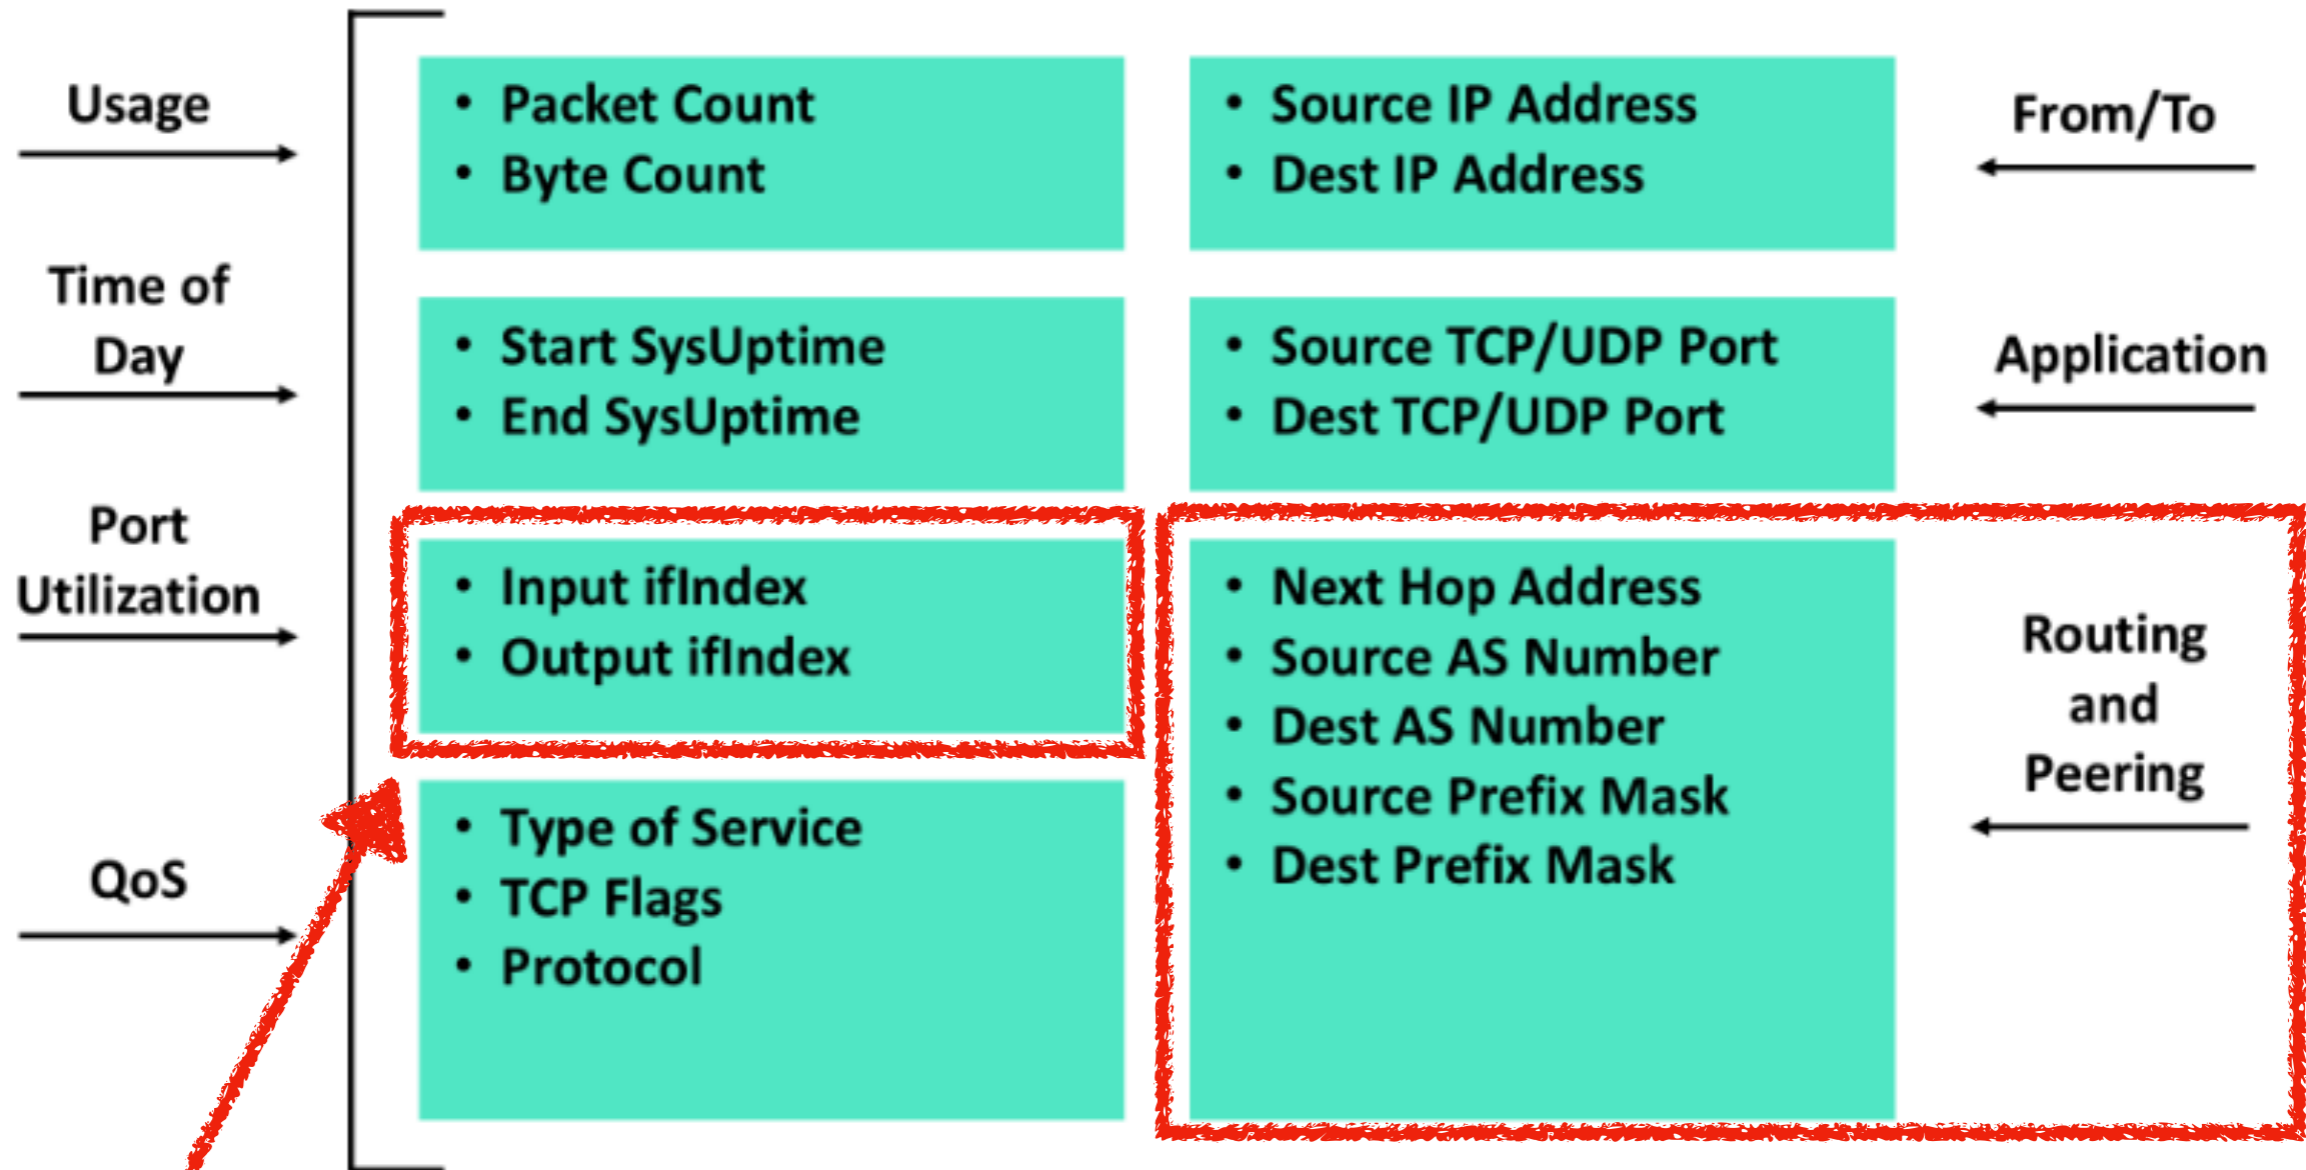 Usage
• Packet Count
• Byte Count
• Source IP Address
• Dest IP Address
From/To
Time of
Day
• Start SysUptime
• End SysUptime
• Source TCP/UDP Port
• Dest TCP/UDP Port
Application
Port
Utilization
• Input ifIndex
• Output ifIndex
• Next Hop Address
• Source AS Number
• Dest AS Number
• Source Prefix Mask
• Dest Prefix Mask
Routing
and
Peering
QoS
• Type of Service
• TCP Flags
• Protocol